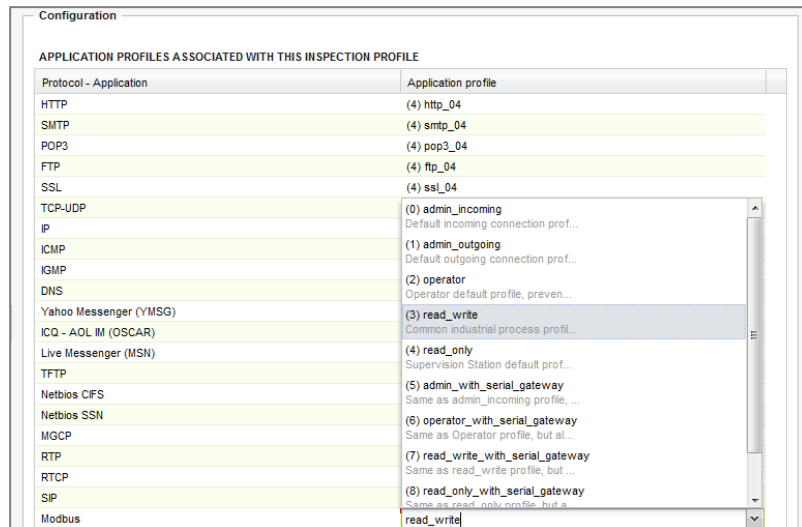 Configuration
APPLICATION PROFILES ASSOCIATED WITH THIS INSPECTION PROFILE
Protocol - Application Application profile
HTTP (4) http_04
SMTP (4) smtp_04
POP3 (4) pop3_04
FTP (4) ftp_04
SSL (4) ssl_04
TCP-UDP
IP
ICMP
IGMP
DNS
Yahoo Messenger (YMSG)
ICQ - AOL IM (OSCAR)
Live Messenger (MSN)
TFTP
Netbios CIFS
Netbios SSN
MGCP
RTP
RTCP
SIP
Modbus read_write
(0) admin_incoming
Default incoming connection prof...
(1) admin_outgoing
Default outgoing connection prof...
(2) operator
Operator default profile, preven...
(3) read_write
Common industrial process profil...
(4) read_only
Supervision Station default prof...
(5) admin_with_serial_gateway
Same as admin_incoming profile, ...
(6) operator_with_serial_gateway
Same as Operator profile, but al...
(7) read_write_with_serial_gateway
Same as read_write profile, but ...
(8) read_only_with_serial_gateway
Same as read_only profile, but a...